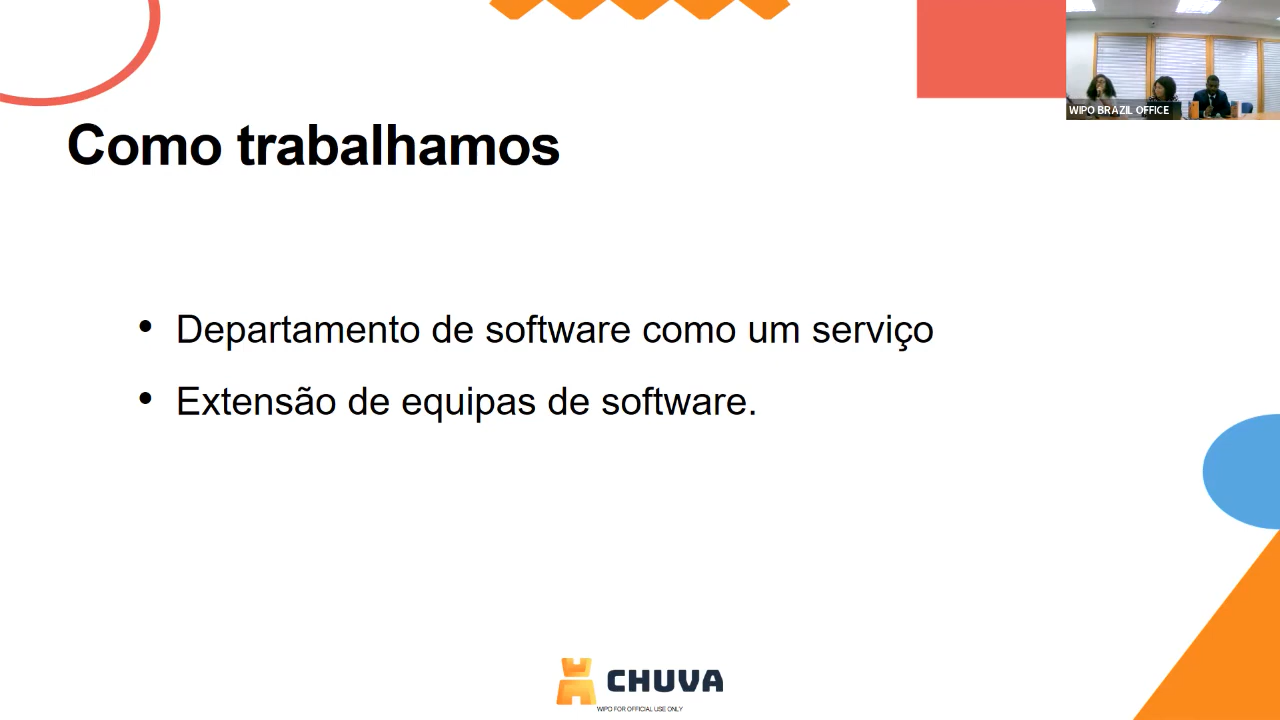 WIPO BRAZIL OFFICE
Como trabalhamos
• Departamento de software como um serviço
• Extensão de equipas de software.
CHUVA
WIPO FOR OFFICIAL USE ONLY